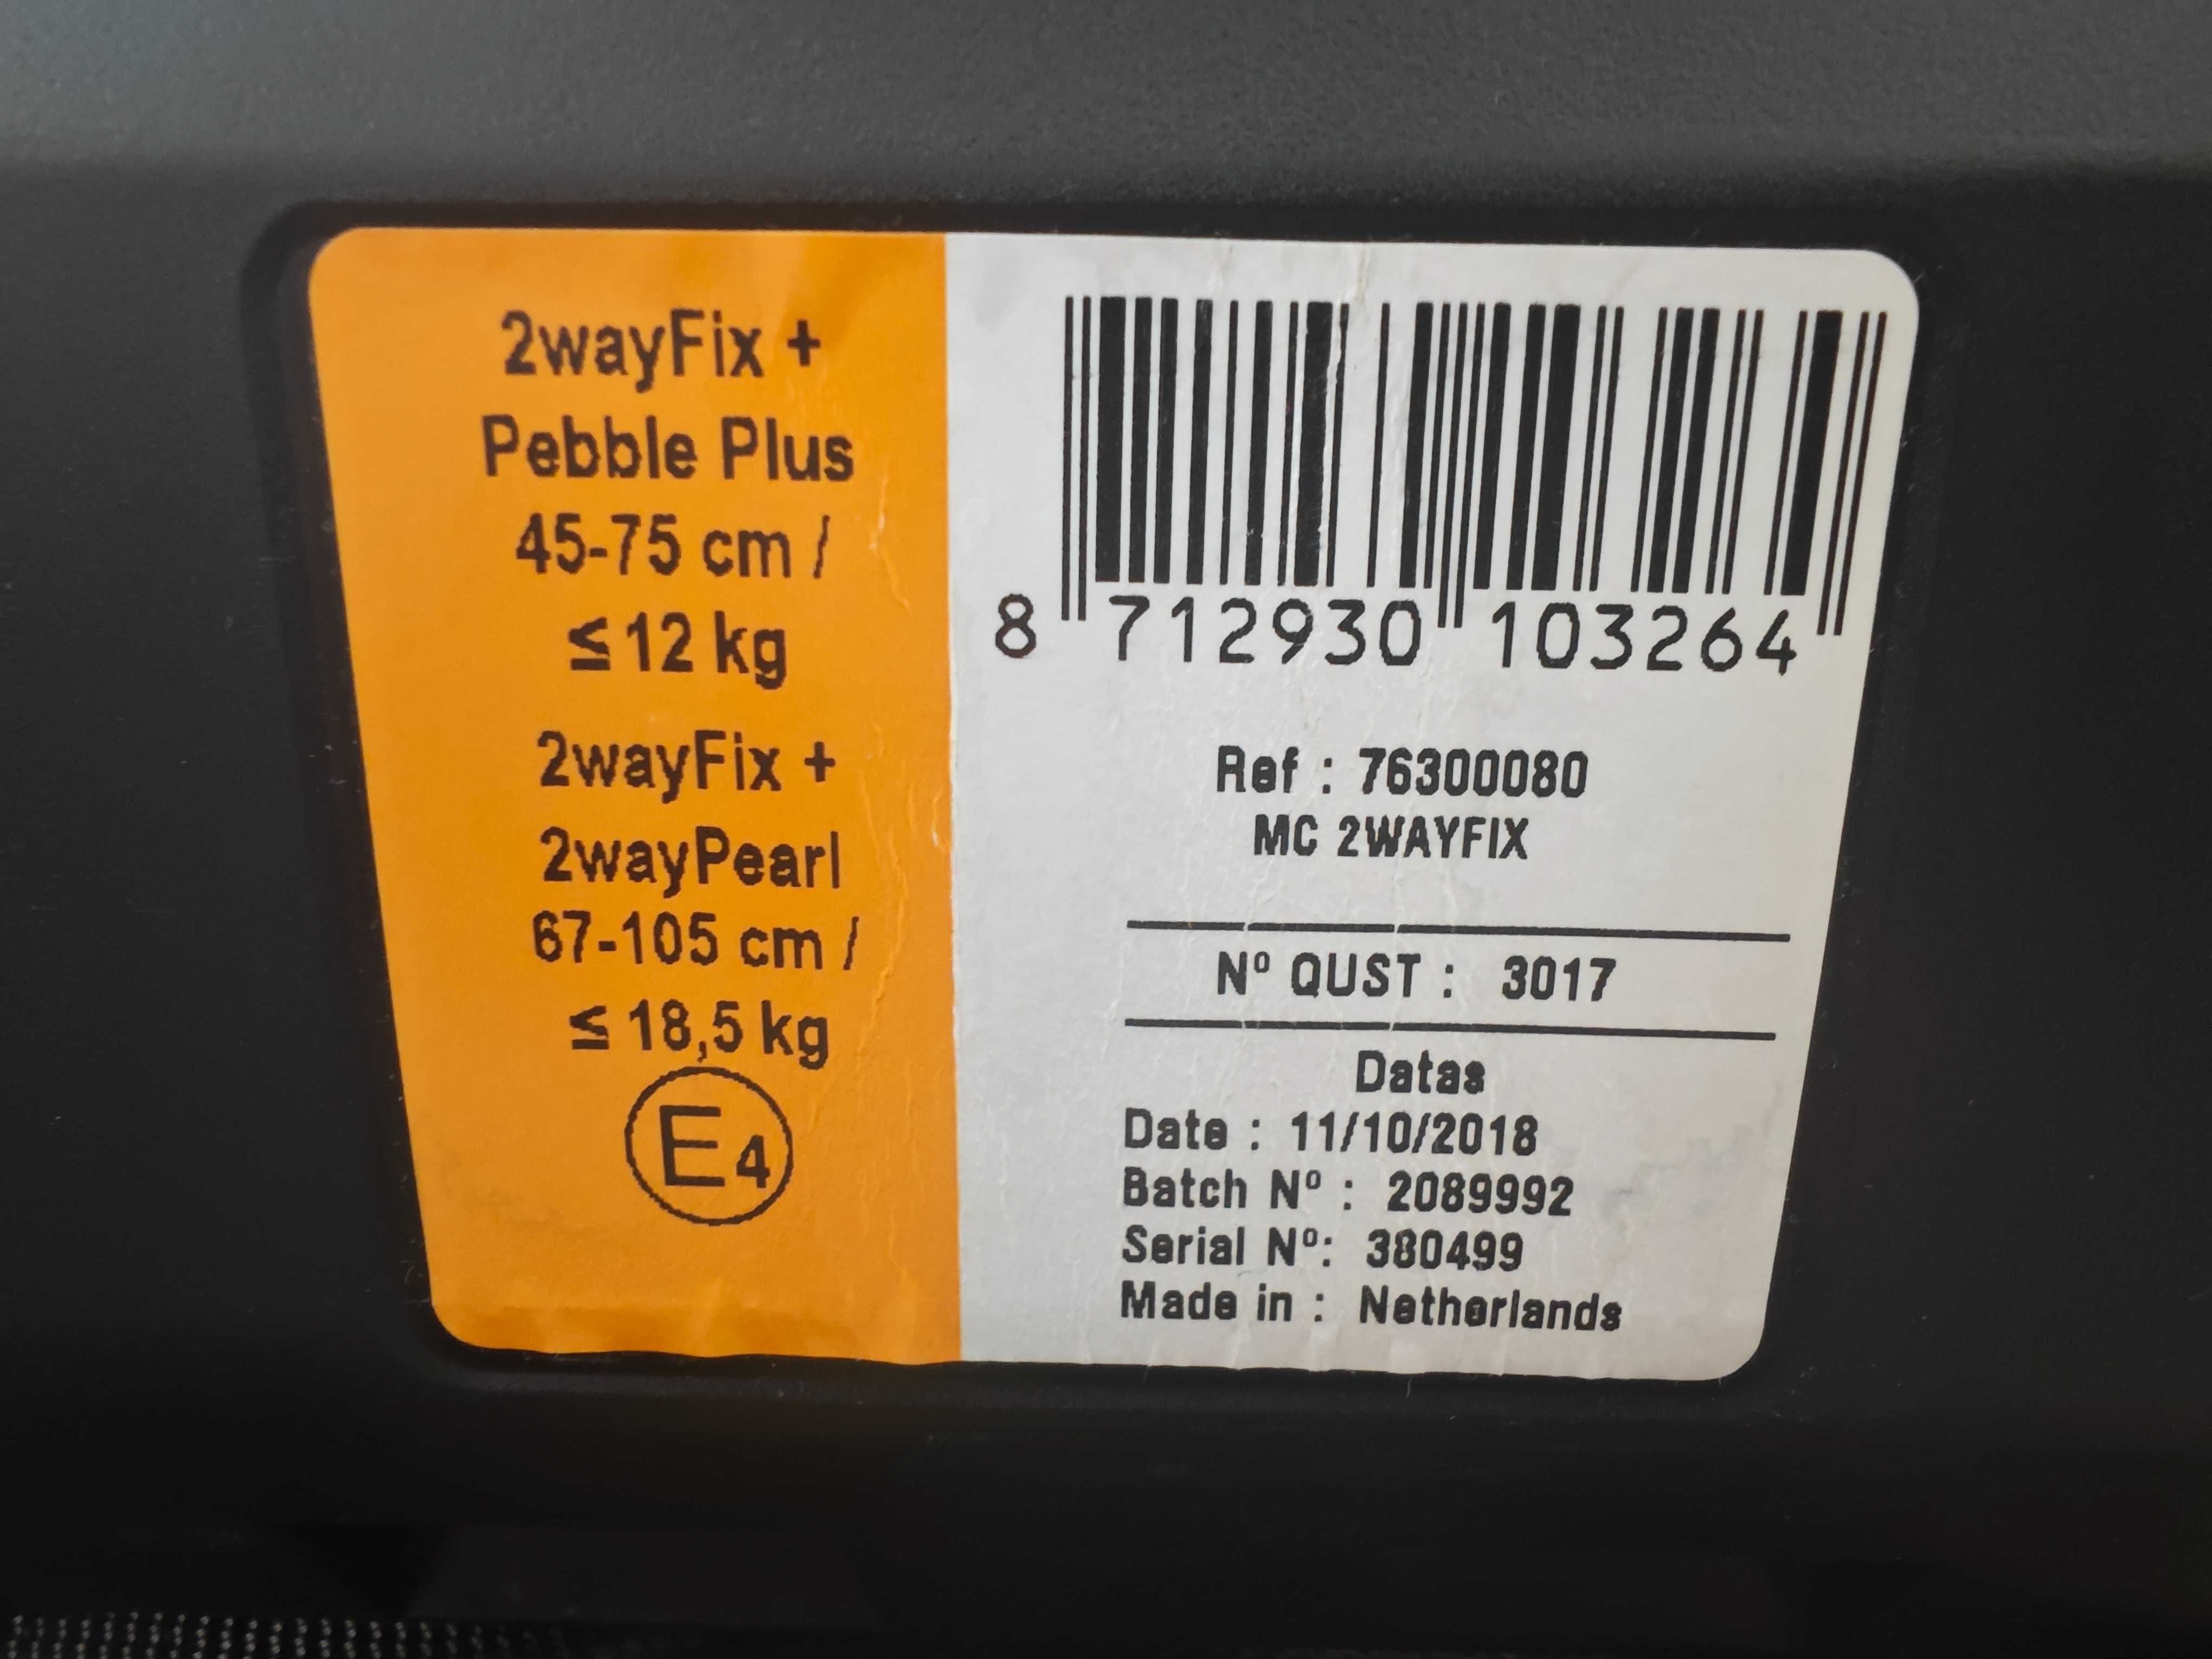 2wayFix +
Pebble Plus
45-75 cm /
≤ 12 kg
2wayFix +
2wayPearl
67-105 cm /
≤ 18,5 kg
E4
8 712930 103264
Ref : 76300080
MC 2WAYFIX
Nº QUST : 3017
Datas
Date : 11/10/2018
Batch Nº : 2089992
Serial Nº: 380499
Made in : Netherlands